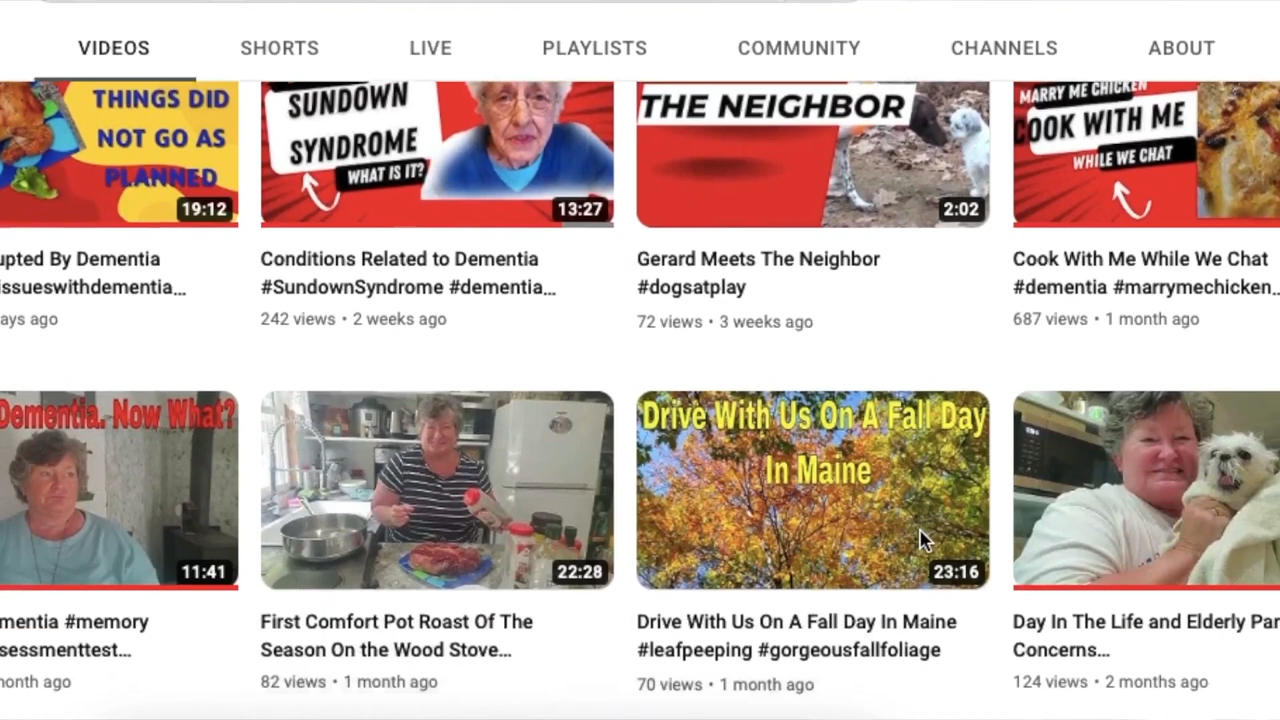 VIDEOS SHORTS LIVE PLAYLISTS COMMUNITY CHANNELS ABOUT
THINGS DID
NOT GO AS
PLANNED
19:12
SUNDOWN
SYNDROME
WHAT IS IT?
13:27
THE NEIGHBOR
2:02
MARRY ME CHICKEN
COOK WITH ME
WHILE WE CHAT
upted By Dementia
issueswithdementia...
ays ago
Conditions Related to Dementia
#SundownSyndrome #dementia...
242 views • 2 weeks ago
Gerard Meets The Neighbor
#dogsatplay
72 views • 3 weeks ago
Cook With Me While We Chat
#dementia #marrymechicken...
687 views • 1 month ago
Dementia. Now What?
11:41
22:28
Drive With Us On A Fall Day
In Maine
23:16
mentia #memory
sessmenttest...
onth ago
First Comfort Pot Roast Of The
Season On the Wood Stove...
82 views • 1 month ago
Drive With Us On A Fall Day In Maine
#leafpeeping #gorgeousfallfoliage
70 views • 1 month ago
Day In The Life and Elderly Par
Concerns...
124 views • 2 months ago